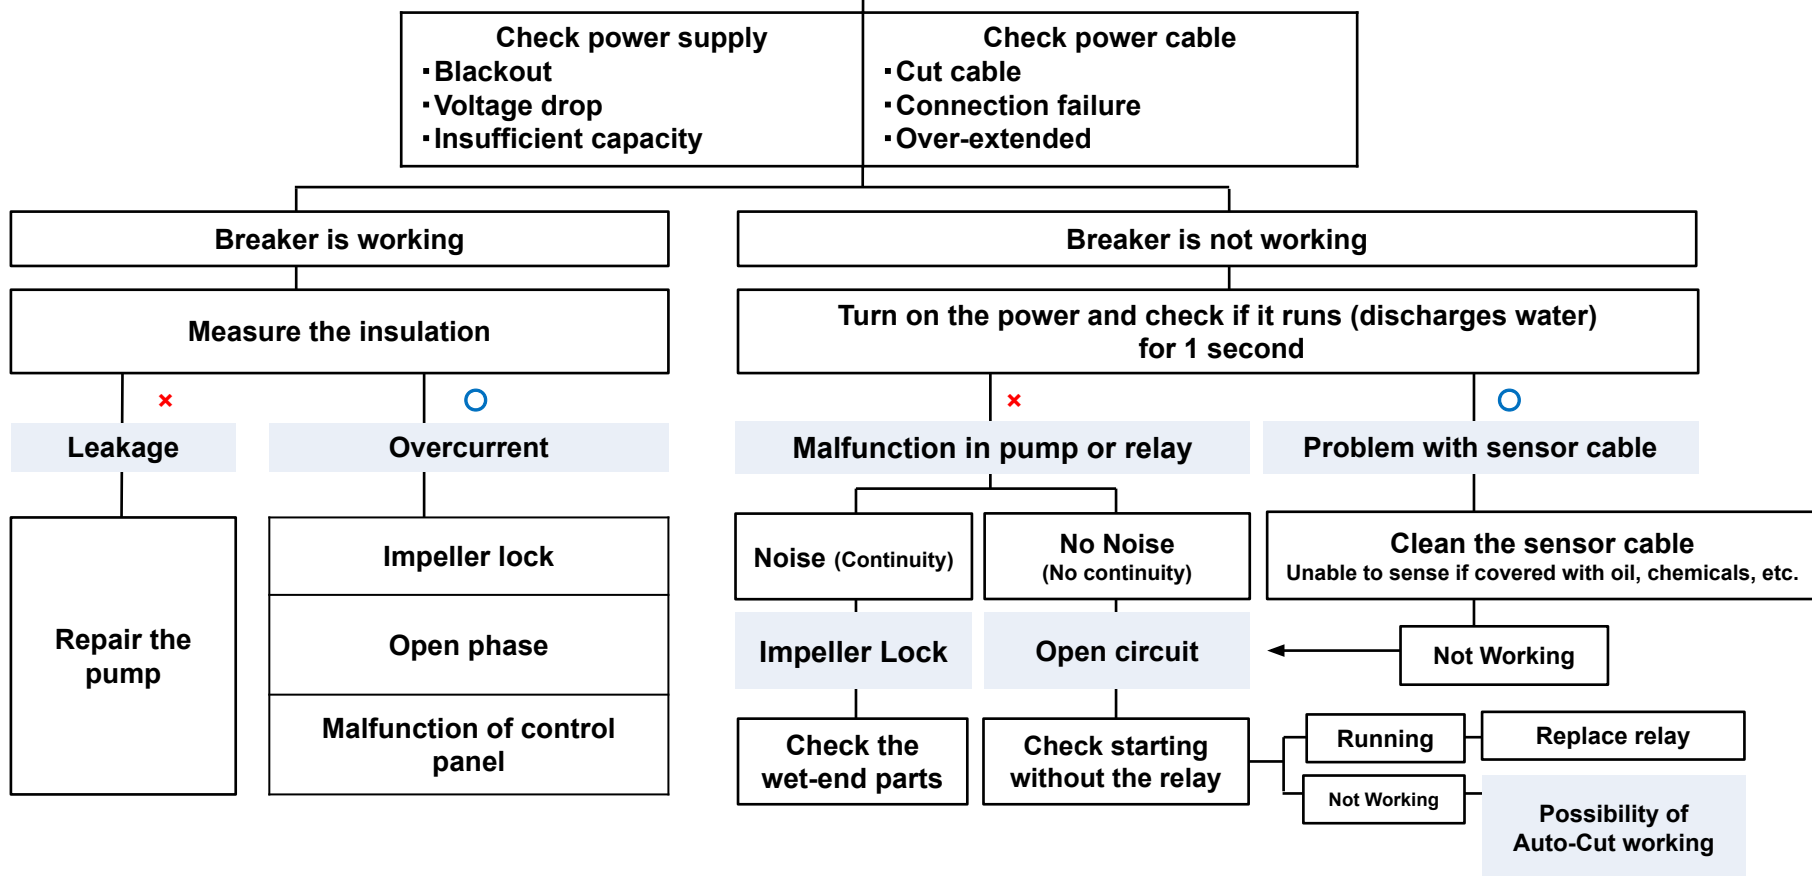 Check power supply
・Blackout
・Voltage drop
・Insufficient capacity
Check power cable
・Cut cable
・Connection failure
・Over-extended
Breaker is working
Breaker is not working
Measure the insulation
Turn on the power and check if it runs (discharges water)
for 1 second
×
○
×
○
Leakage
Overcurrent
Malfunction in pump or relay
Problem with sensor cable
Repair the
pump
Impeller lock
Open phase
Malfunction of control
panel
Noise (Continuity)
No Noise
(No continuity)
Clean the sensor cable
Unable to sense if covered with oil, chemicals, etc.
Impeller Lock
Open circuit
Not Working
Check the
wet-end parts
Check starting
without the relay
Running
Replace relay
Not Working
Possibility of
Auto-Cut working